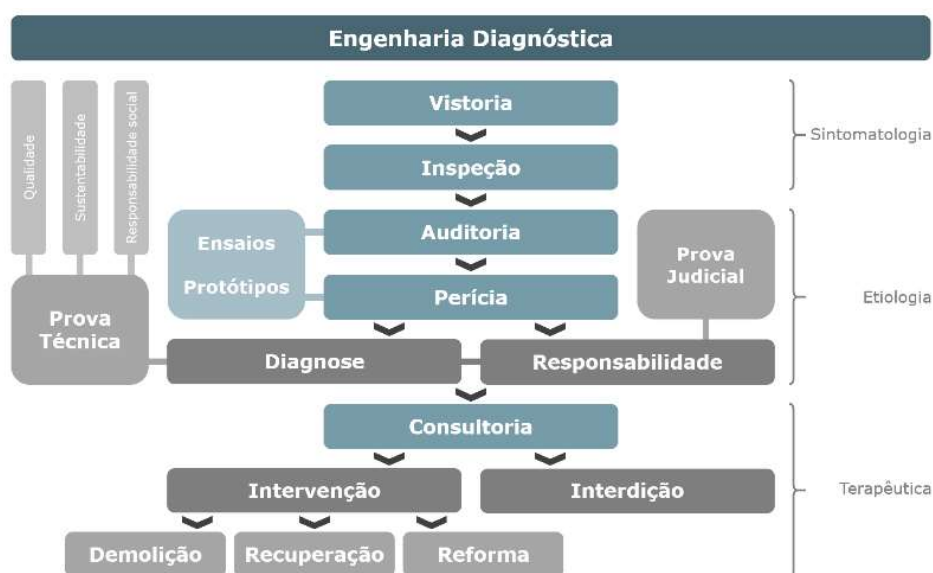 Engenharia Diagnóstica
Qualidade
Sustentabilidade
Responsabilidade social
Vistoria
Sintomatologia
Inspeção
Ensaios
Protótipos
Auditoria
Prova
Judicial
Perícia
Etiologia
Prova
Técnica
Diagnose
Responsabilidade
Consultoria
Intervenção
Interdição
Terapêutica
Demolição
Recuperação
Reforma